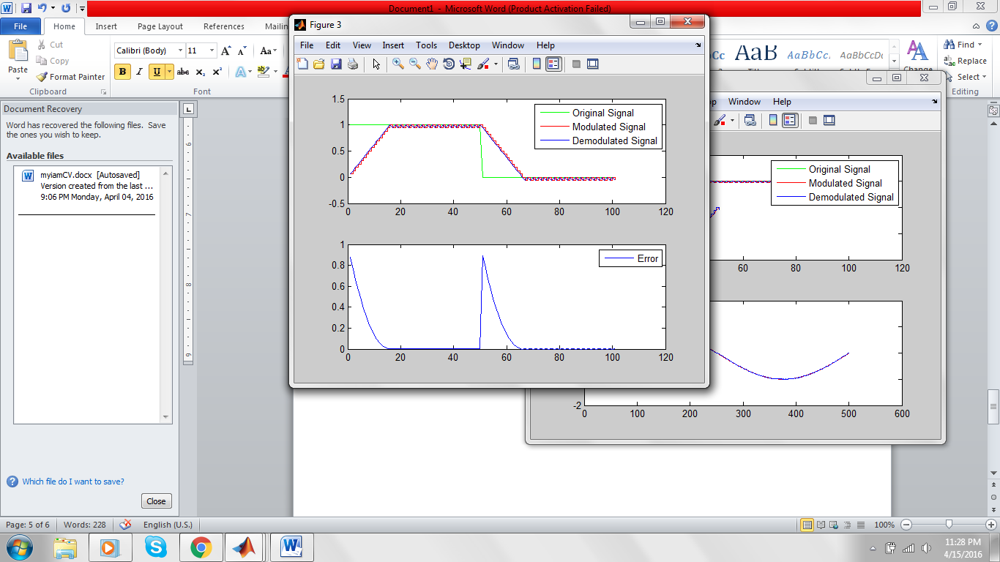 Document1 - Microsoft Word (Product Activation Failed)
File Home Insert Page Layout References Mailin
Paste
Cut
Copy
Format Painter
Clipboard
Calibri (Body) 11
Aa
B I U abc x₂ x²
Font
AaB AaBbCc. AaBbCcDc
Change
Find
Replace
Select
Editing
Document Recovery
Word has recovered the following files. Save
the ones you wish to keep.
Available files
myiamCV.docx [Autosaved]
Version created from the last ...
9:06 PM Monday, April 04, 2016
Which file do I want to save?
Close
Figure 3
File Edit View Insert Tools Desktop Window Help
1.5
1
0.5
0
-0.5
0 20 40 60 80 100 120
Original Signal
Modulated Signal
Demodulated Signal
1
0.8
0.6
0.4
0.2
0
0 20 40 60 80 100 120
Error
Window Help
Original Signal
Modulated Signal
Demodulated Signal
60 80 100 120
-2
0 100 200 300 400 500 600
Page: 5 of 6 Words: 228 English (U.S.) 100%
11:28 PM
4/15/2016